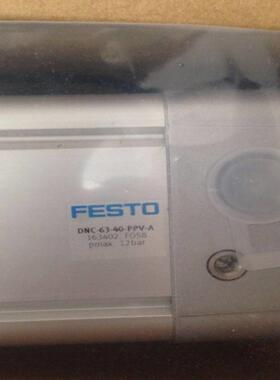 FESTO
DNC-63-40-PPV-A
163402 F058
pmax. 12bar